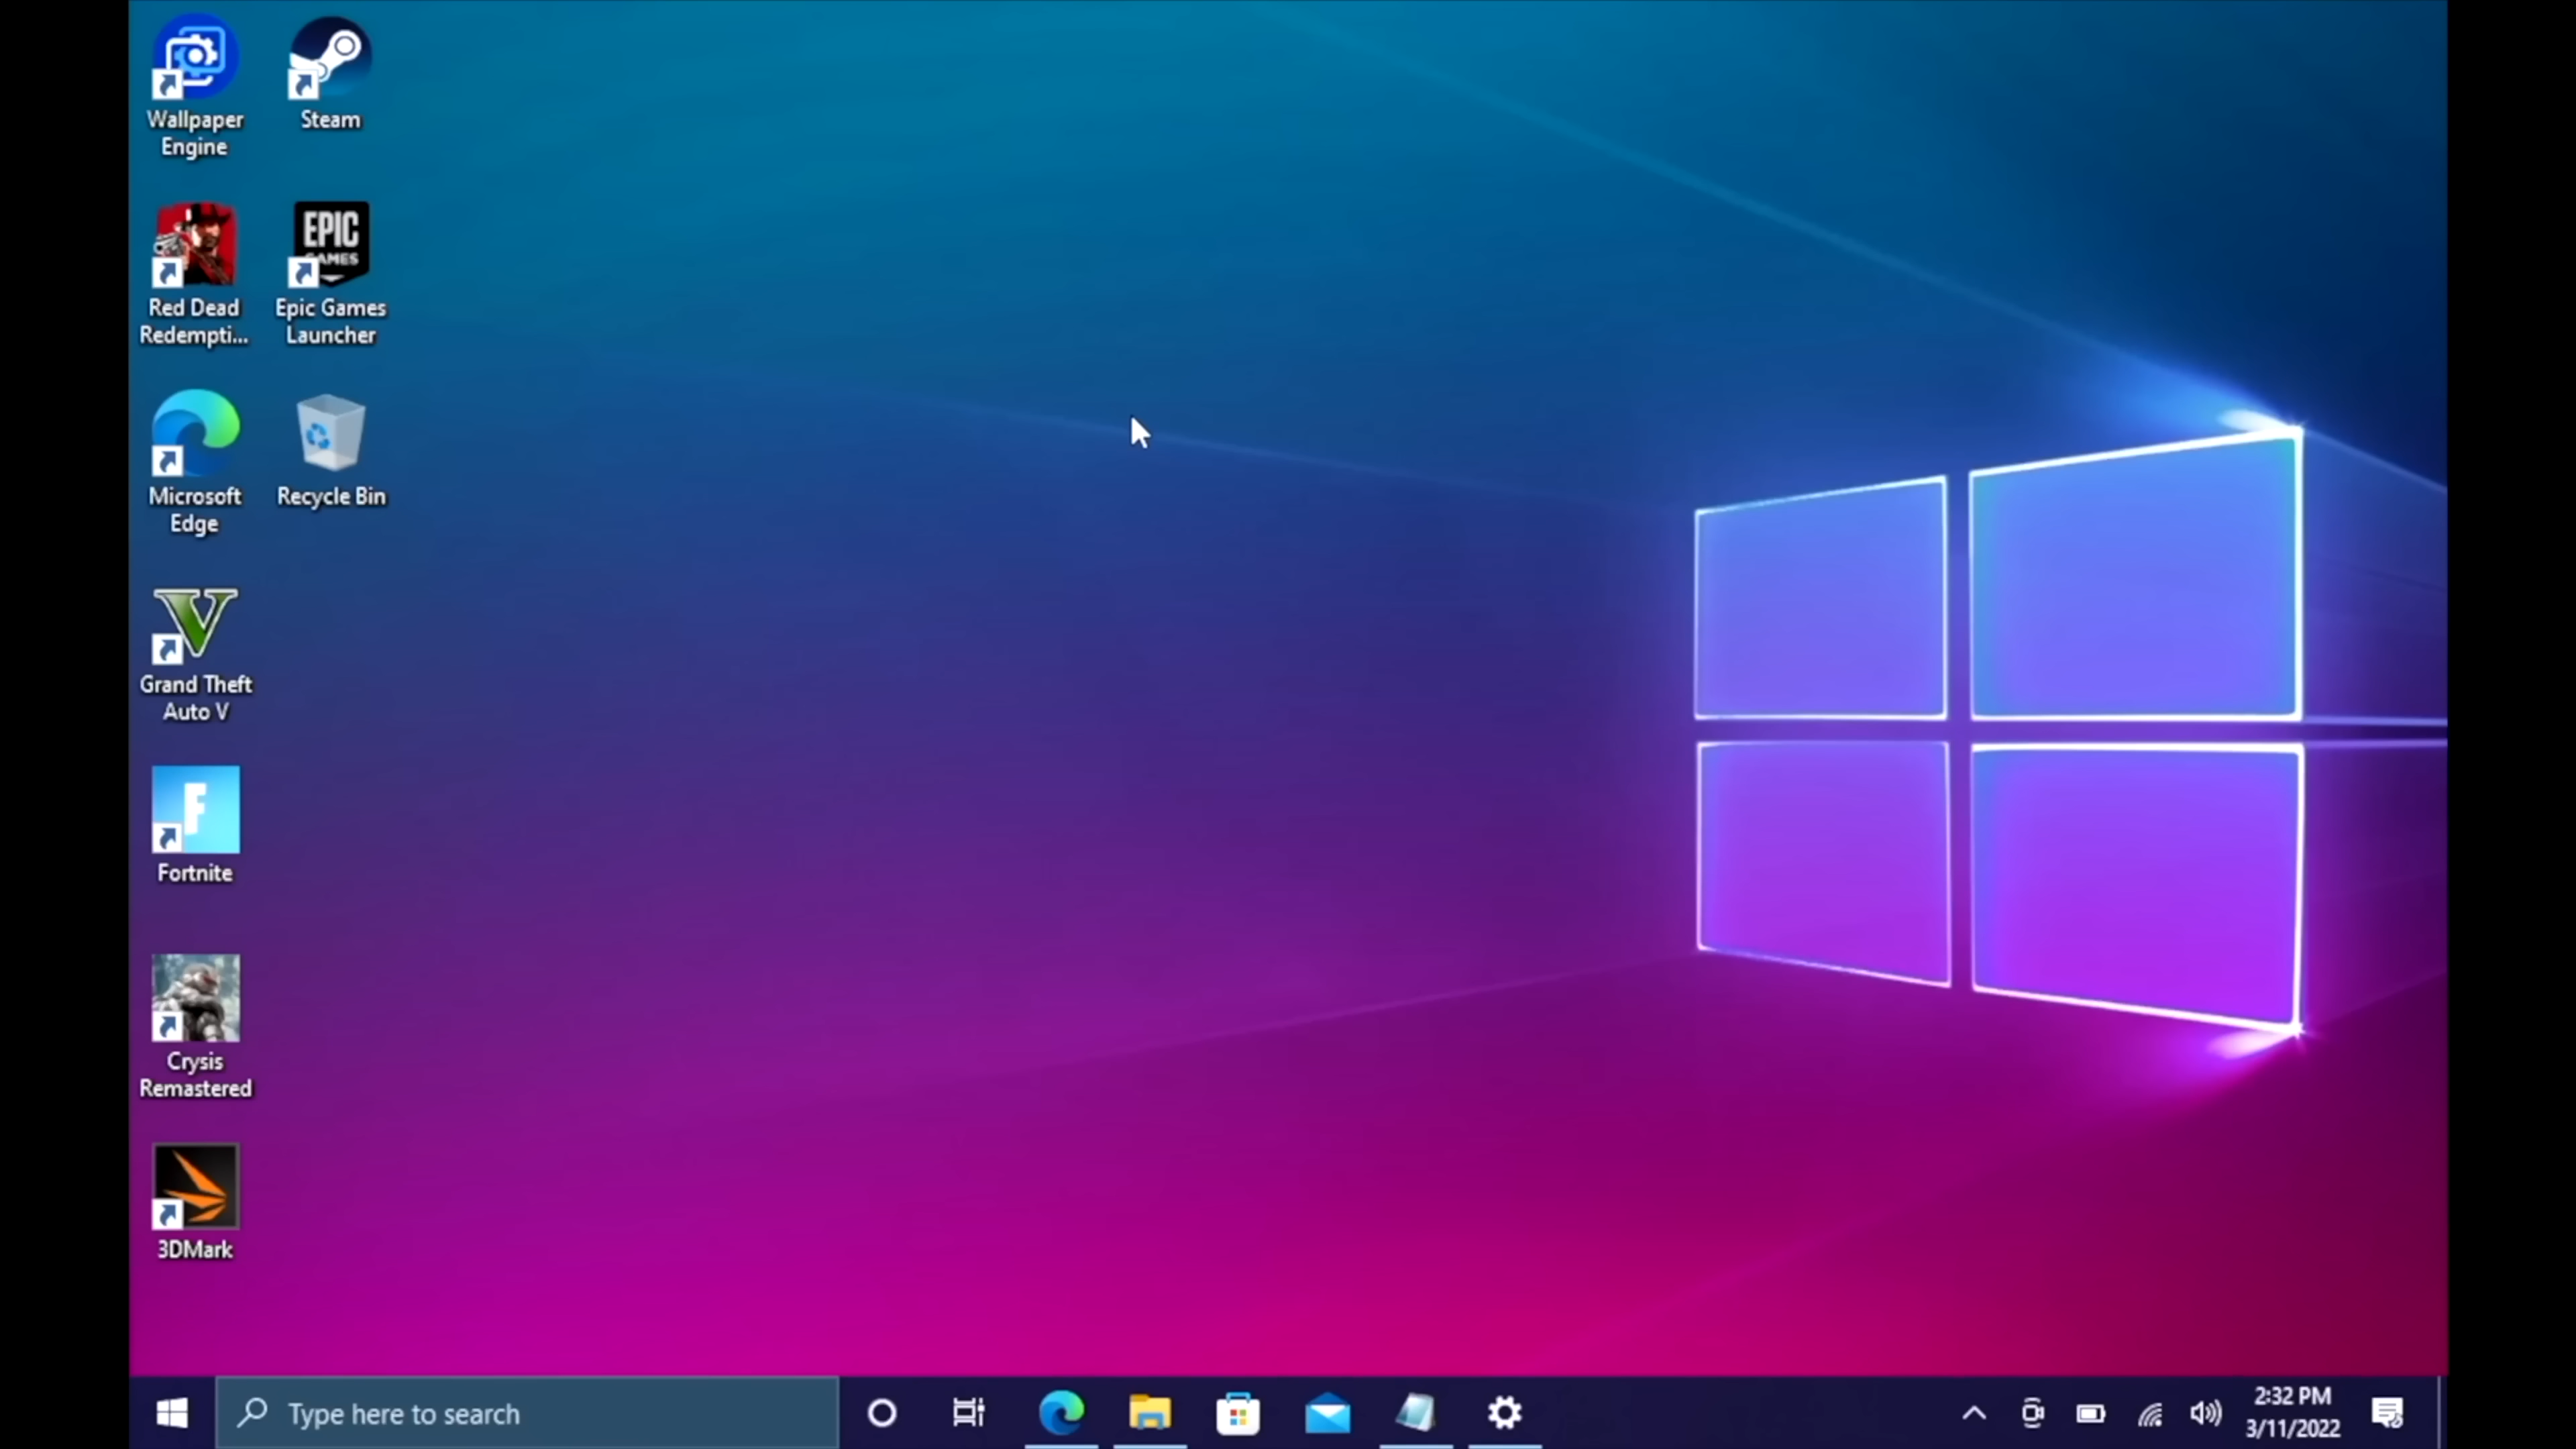 Wallpaper
Engine
Steam
Red Dead
Redempti...
EPIC
GAMES
Epic Games
Launcher
Microsoft
Edge
Recycle Bin
V
Grand Theft
Auto V
F
Fortnite
Crysis
Remastered
3DMark
Type here to search
2:32 PM
3/11/2022